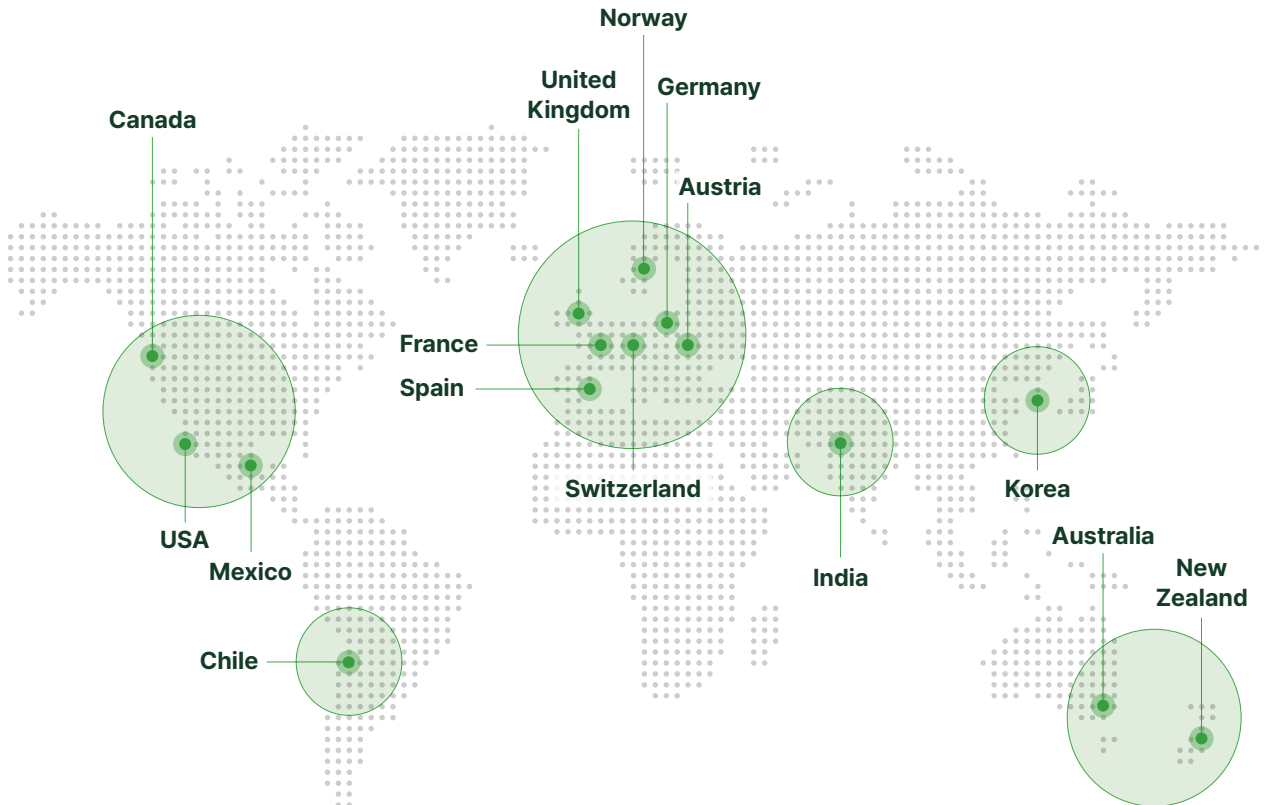 Norway
United
Kingdom
Germany
Canada
Austria
France
Spain
Switzerland
Korea
USA
Mexico
Australia
India
New
Zealand
Chile